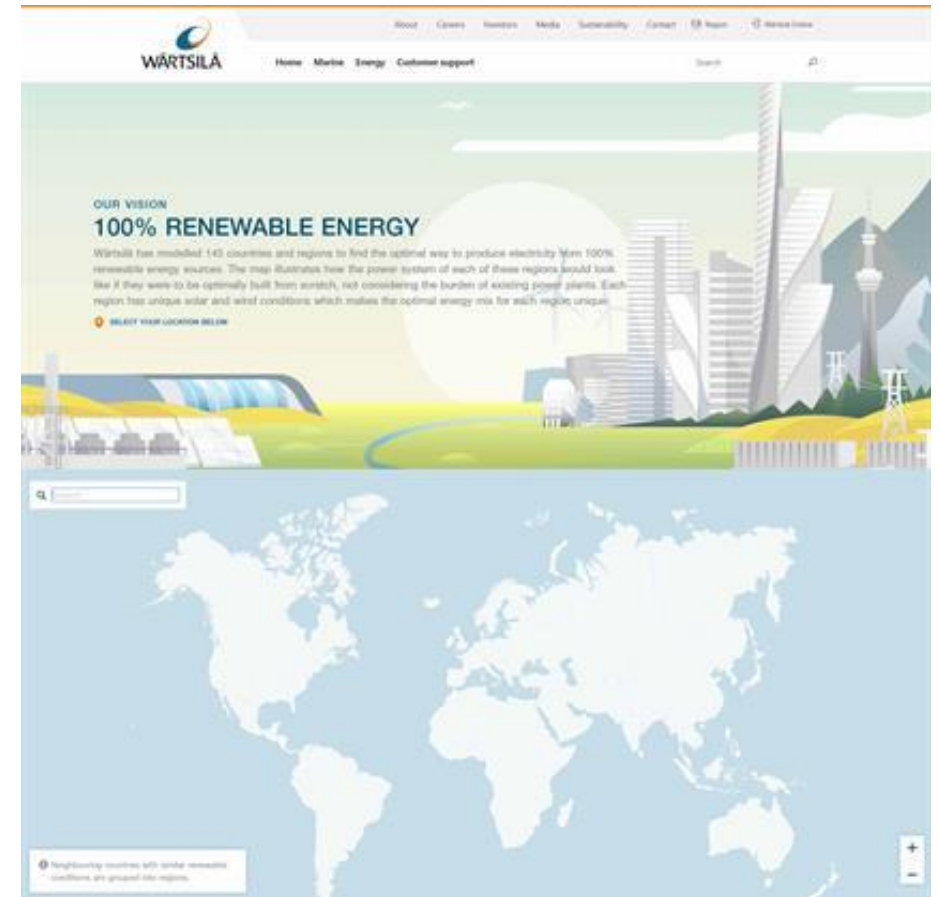 About Careers Investors Media Sustainability Contact Region
WÄRTSILÄ
Home Marine Energy Customer support
Search
OUR VISION
100% RENEWABLE ENERGY
Wärtsilä has modelled 145 countries and regions to find the optimal way to produce electricity from 100%
renewable energy sources. The map illustrates how the power system of each of these regions would look
like if they were to be optimally built from scratch, not considering the burden of existing power plants. Each
region has unique solar and wind conditions which makes the optimal energy mix for each region unique.
SELECT YOUR LOCATION BELOW
Neighbouring countries with similar renewable
conditions are grouped into regions.
+
−